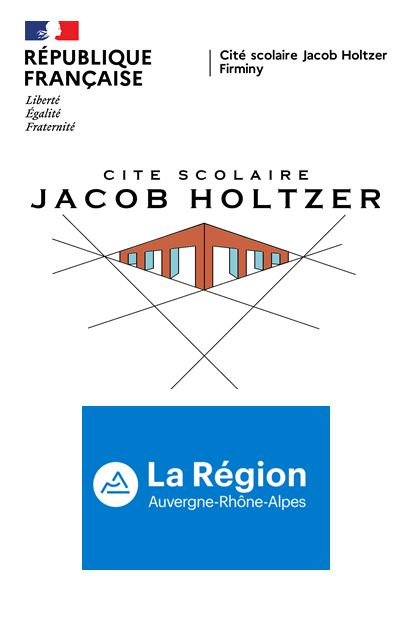 RÉPUBLIQUE
FRANÇAISE
Liberté
Égalité
Fraternité
Cité scolaire Jacob Holtzer
Firminy
CITE SCOLAIRE
JACOB HOLTZER
La Région
Auvergne-Rhône-Alpes